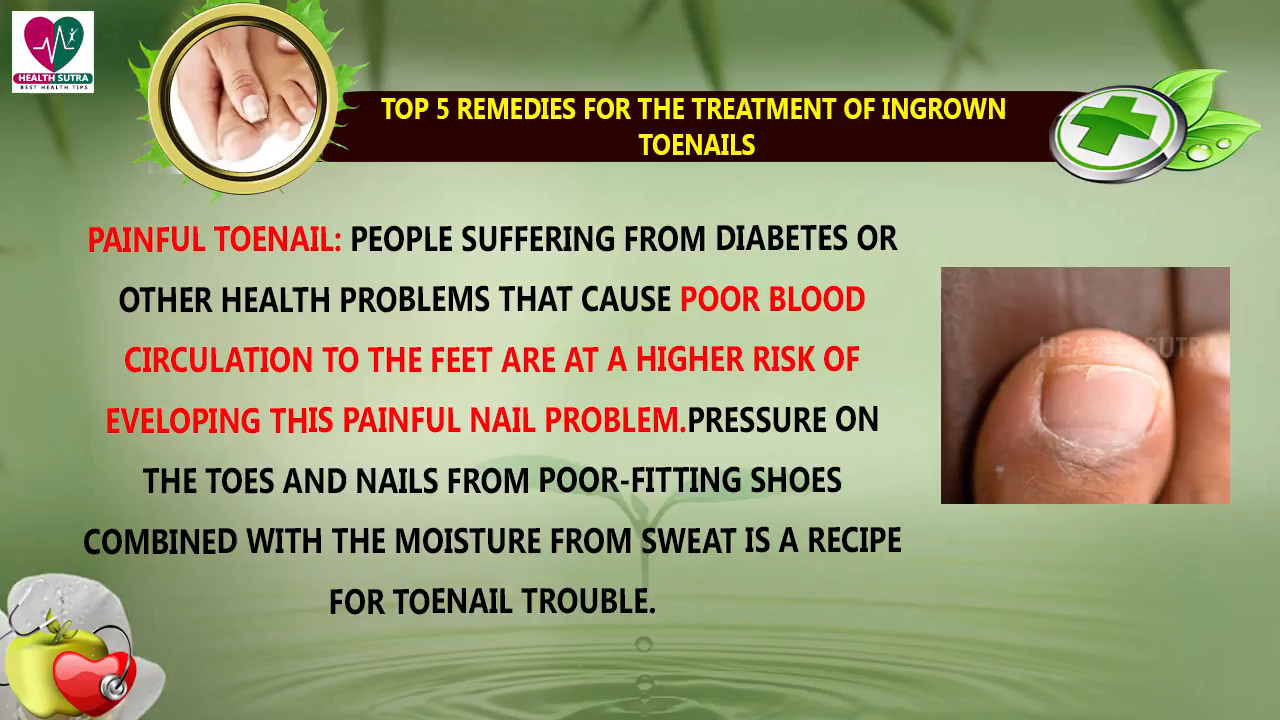 HEALTH SUTRA
BEST HEALTH TIPS
TOP 5 REMEDIES FOR THE TREATMENT OF INGROWN
TOENAILS
PAINFUL TOENAIL: PEOPLE SUFFERING FROM DIABETES OR
OTHER HEALTH PROBLEMS THAT CAUSE POOR BLOOD
CIRCULATION TO THE FEET ARE AT A HIGHER RISK OF
EVELOPING THIS PAINFUL NAIL PROBLEM.PRESSURE ON
THE TOES AND NAILS FROM POOR-FITTING SHOES
COMBINED WITH THE MOISTURE FROM SWEAT IS A RECIPE
FOR TOENAIL TROUBLE.
HEALTH SUTRA